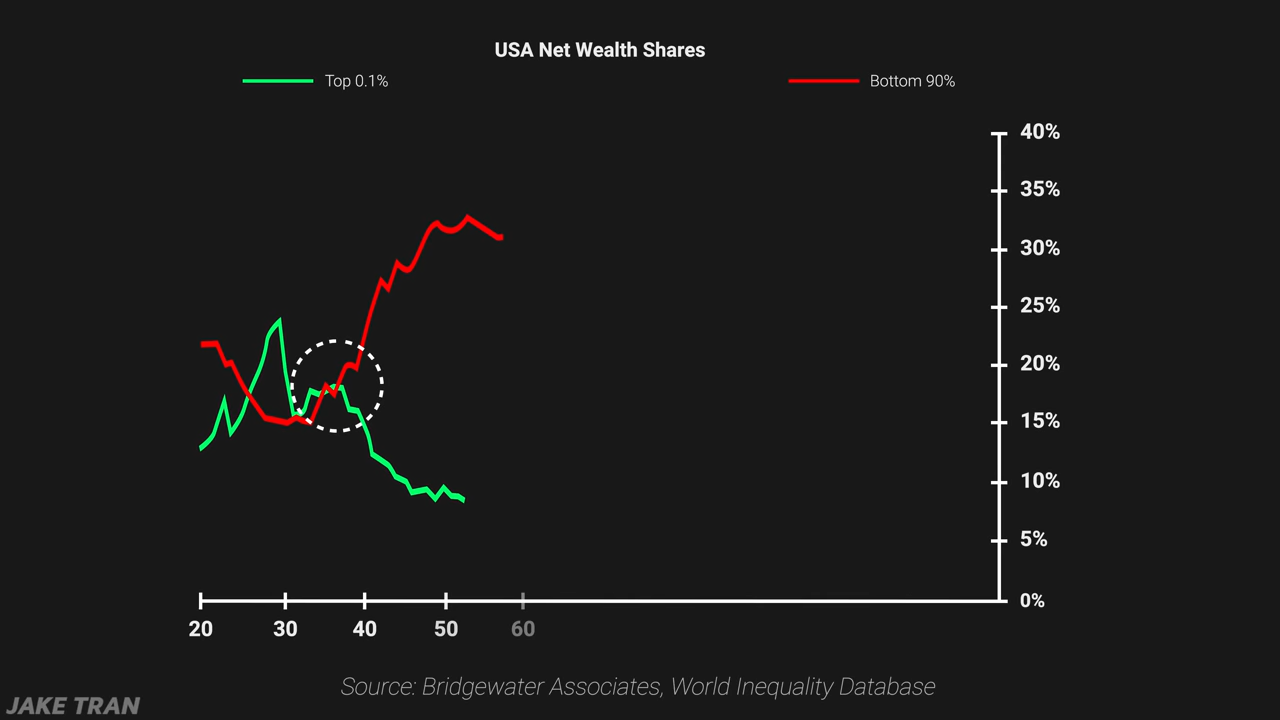 USA Net Wealth Shares
Top 0.1%
Bottom 90%
40%
35%
30%
25%
20%
15%
10%
5%
0%
20 30 40 50 60
Source: Bridgewater Associates, World Inequality Database
JAKE TRAN